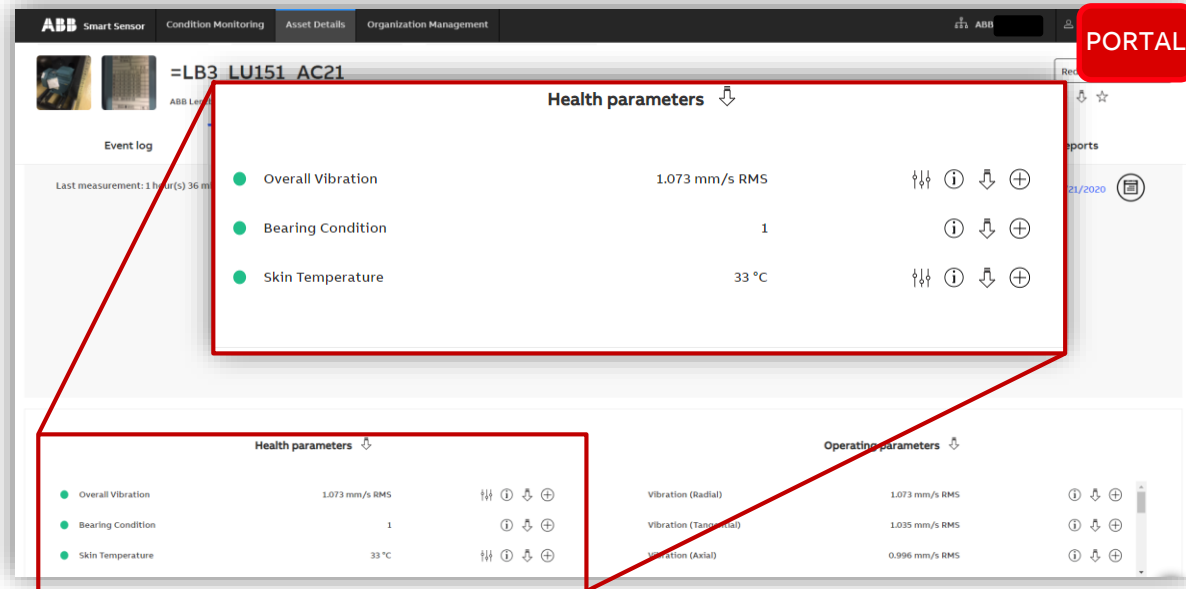 ABB Smart Sensor Condition Monitoring Asset Details Organization Management ABB
PORTAL
=LB3_LU151_AC21
ABB
Health parameters
Event log
Last measurement: 1 hour(s) 36
21/2020
Overall Vibration 1.073 mm/s RMS
Bearing Condition 1
Skin Temperature 33 °C
Health parameters
Overall Vibration 1.073 mm/s RMS
Bearing Condition 1
Skin Temperature 33 °C
Operating parameters
Vibration (Radial) 1.073 mm/s RMS
Vibration (Tangential) 1.035 mm/s RMS
Vibration (Axial) 0.996 mm/s RMS